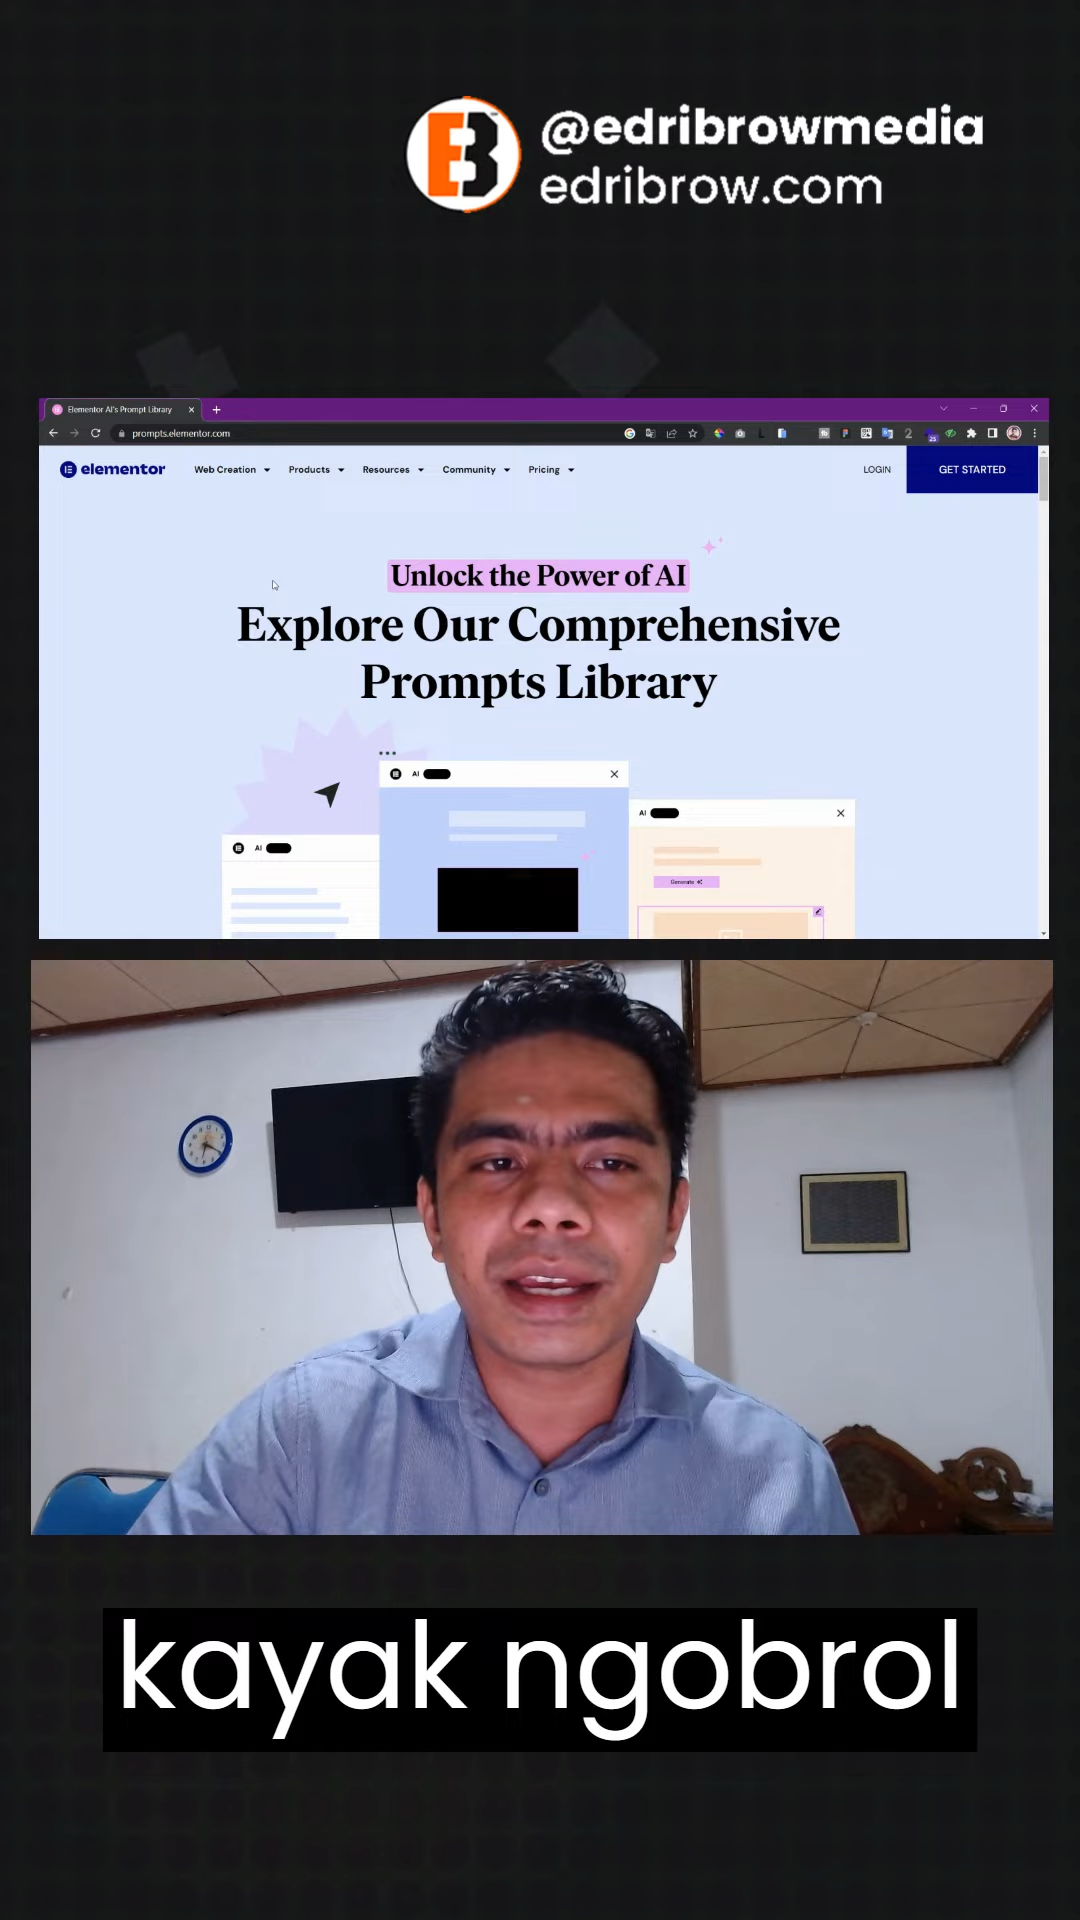 @edribrowmedia
edribrow.com
Elementor AI's Prompt Library
prompts.elementor.com
elementor Web Creation Products Resources Community Pricing LOGIN GET STARTED
Unlock the Power of AI
Explore Our Comprehensive
Prompts Library
AI
AI
Generate
AI
kayak ngobrol